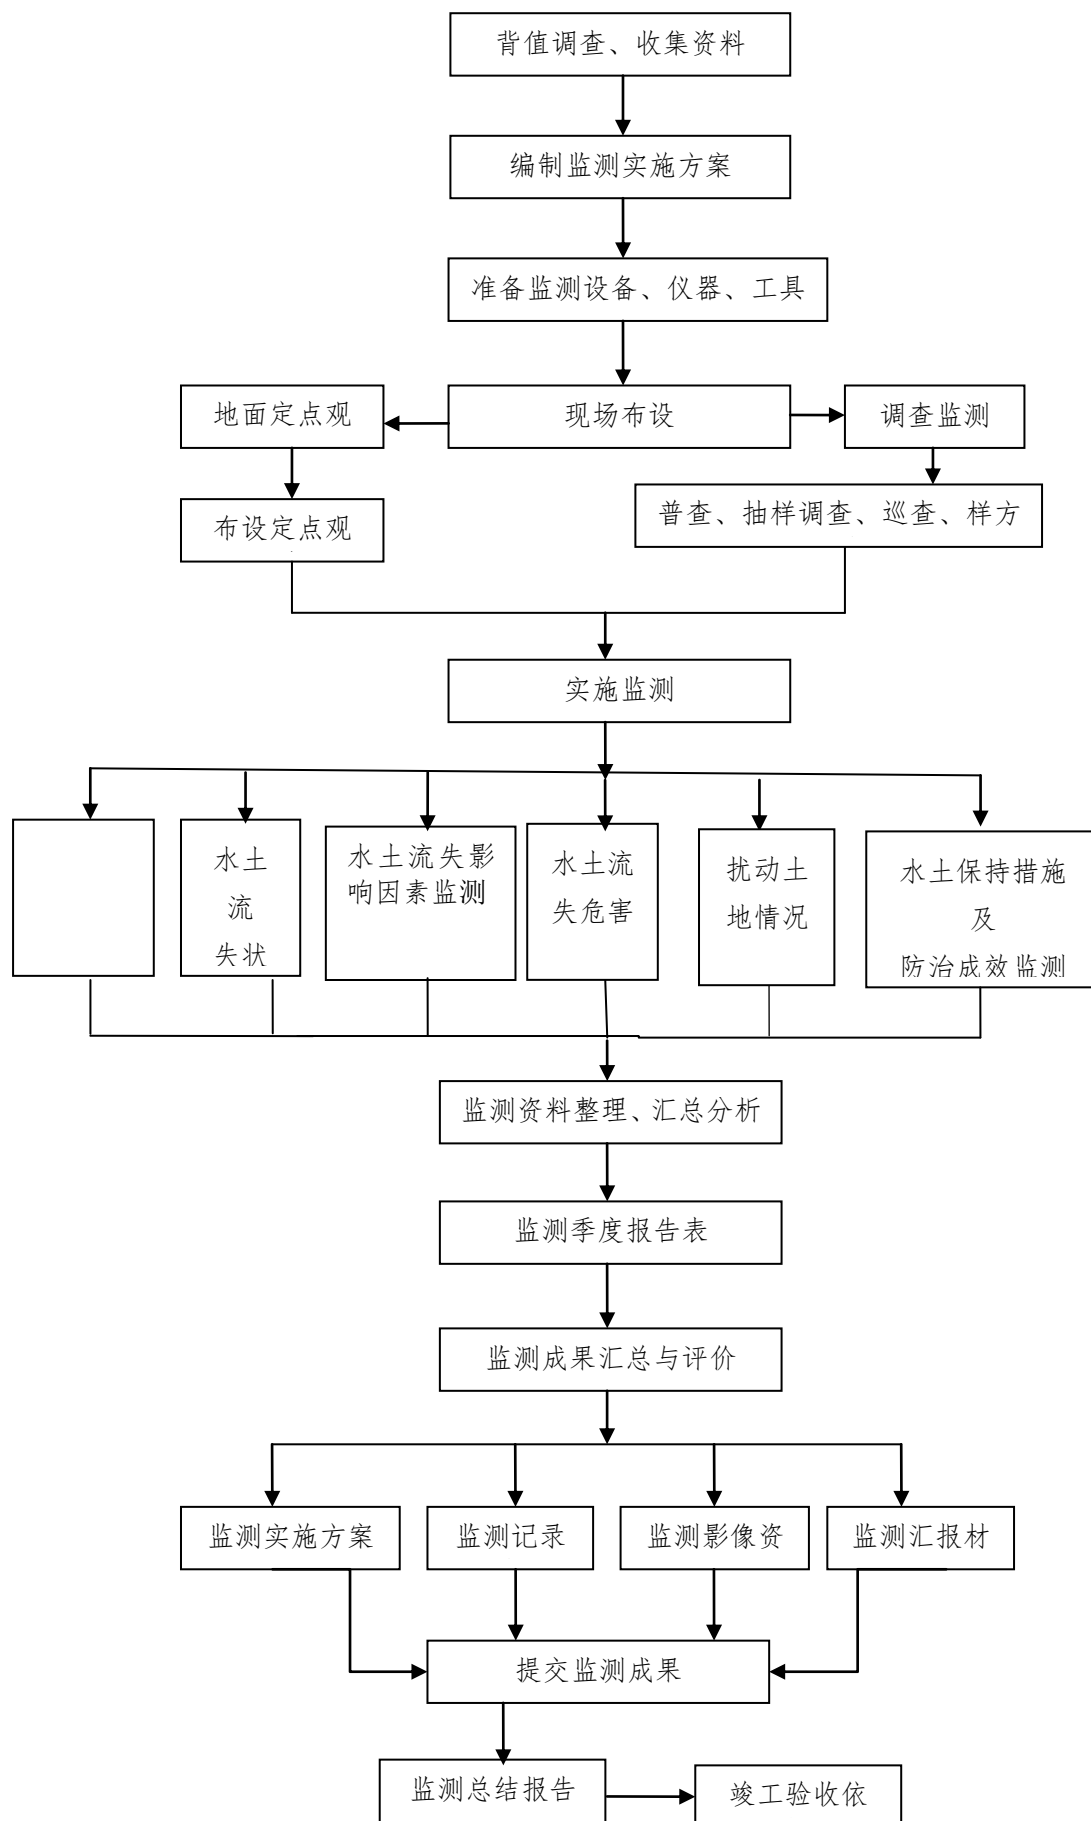 背值调查、收集资料
编制监测实施方案
准备监测设备、仪器、工具
地面定点观
现场布设
调查监测
布设定点观
普查、抽样调查、巡查、样方
实施监测
水土
流
失状
水土流失影
响因素监测
水土流
失危害
扰动土
地情况
水土保持措施
及
防治成效监测
监测资料整理、汇总分析
监测季度报告表
监测成果汇总与评价
监测实施方案
监测记录
监测影像资
监测汇报材
提交监测成果
监测总结报告
竣工验收依